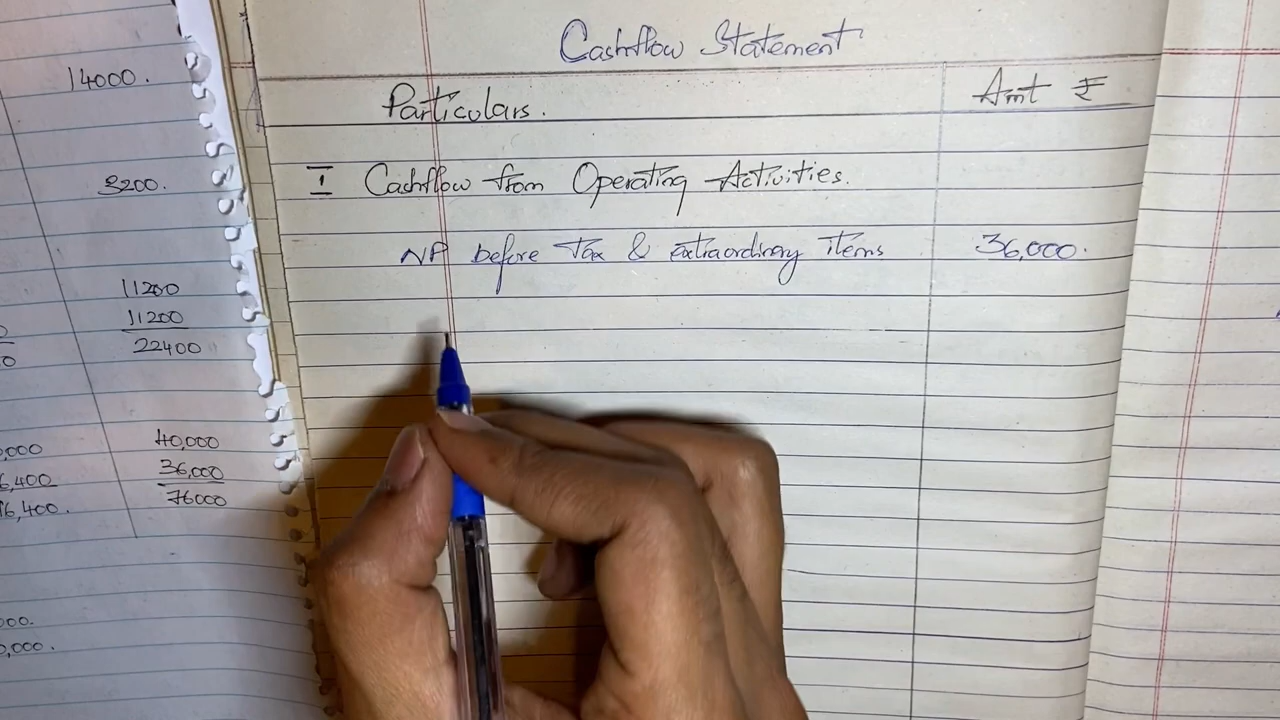 14000.
3200.
11200
11200
22400
40,000
36,000
76000
Cashflow Statement
Particulars.
Amt ₹
I Cashflow from Operating Activities.
NP before Tax & extraordinary items 36,000.